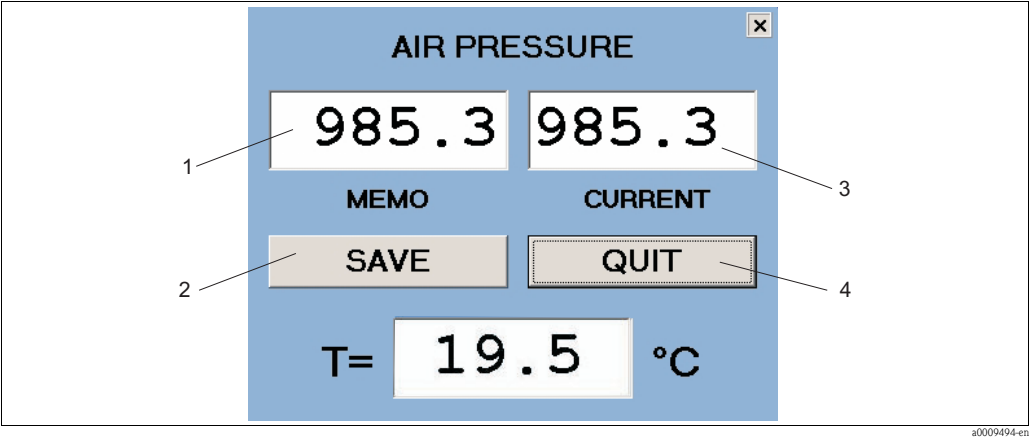 AIR PRESSURE
985.3 985.3
1
3
MEMO CURRENT
SAVE QUIT
2 4
T= 19.5 °C
a0009494-en